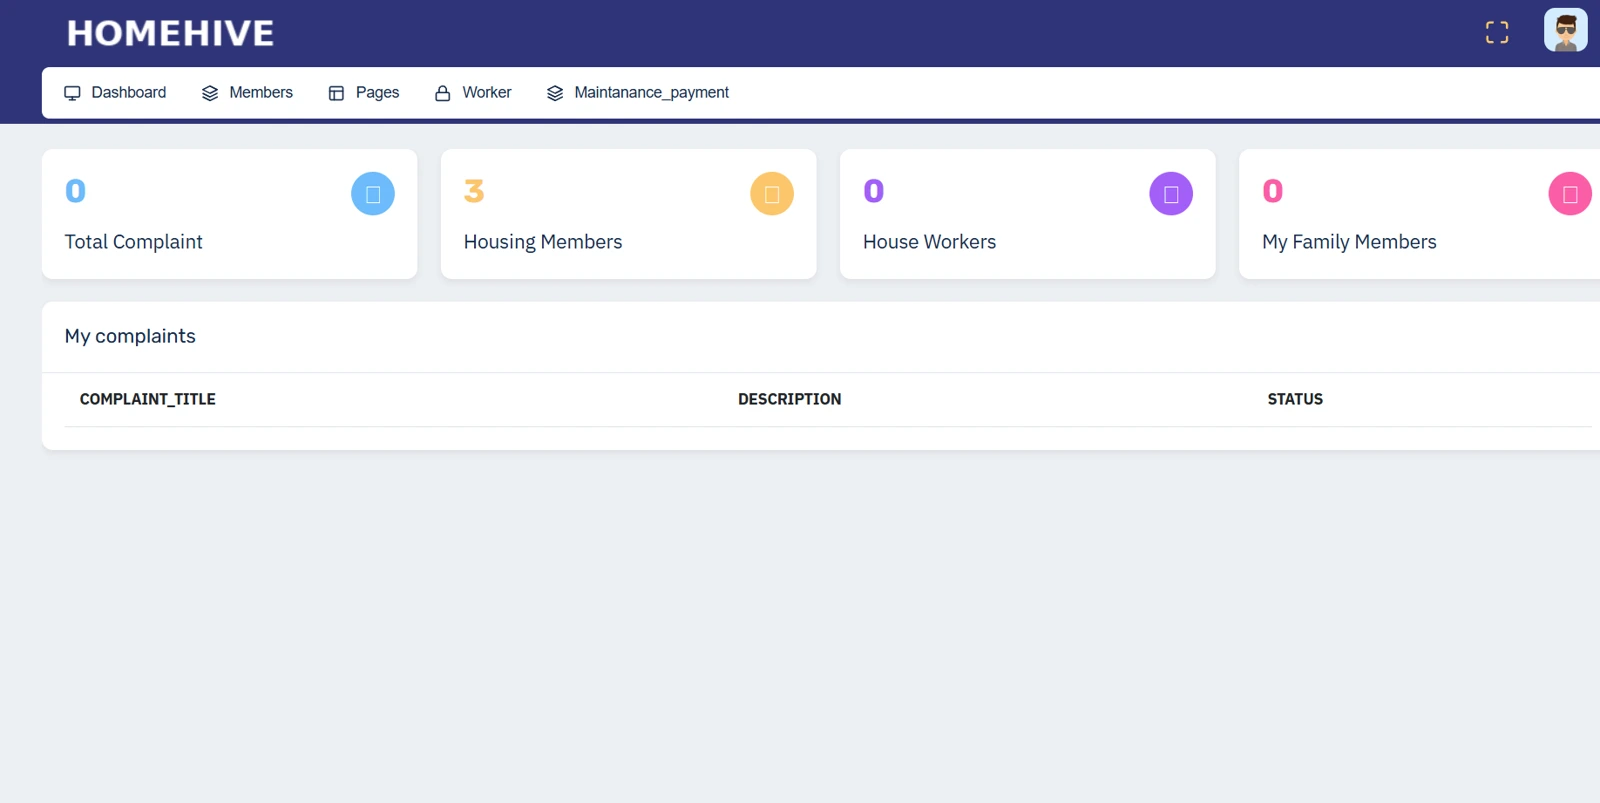 HOMEHIVE
Dashboard Members Pages Worker Maintanance_payment
0 3 0 0
Total Complaint Housing Members House Workers My Family Members
My complaints
COMPLAINT_TITLE DESCRIPTION STATUS